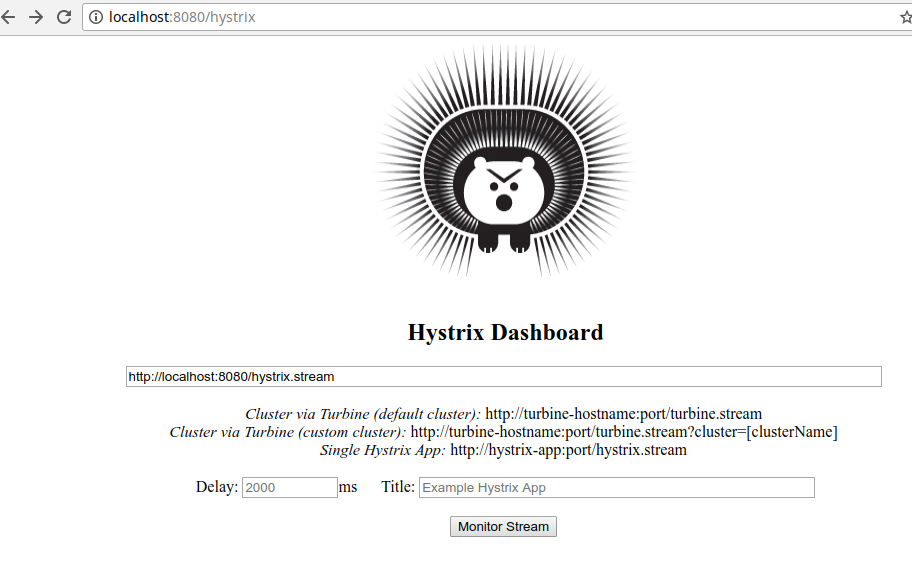 localhost:8080/hystrix
Hystrix Dashboard
http://localhost:8080/hystrix.stream
Cluster via Turbine (default cluster): http://turbine-hostname:port/turbine.stream
Cluster via Turbine (custom cluster): http://turbine-hostname:port/turbine.stream?cluster=[clusterName]
Single Hystrix App: http://hystrix-app:port/hystrix.stream
Delay: 2000 ms Title: Example Hystrix App
Monitor Stream